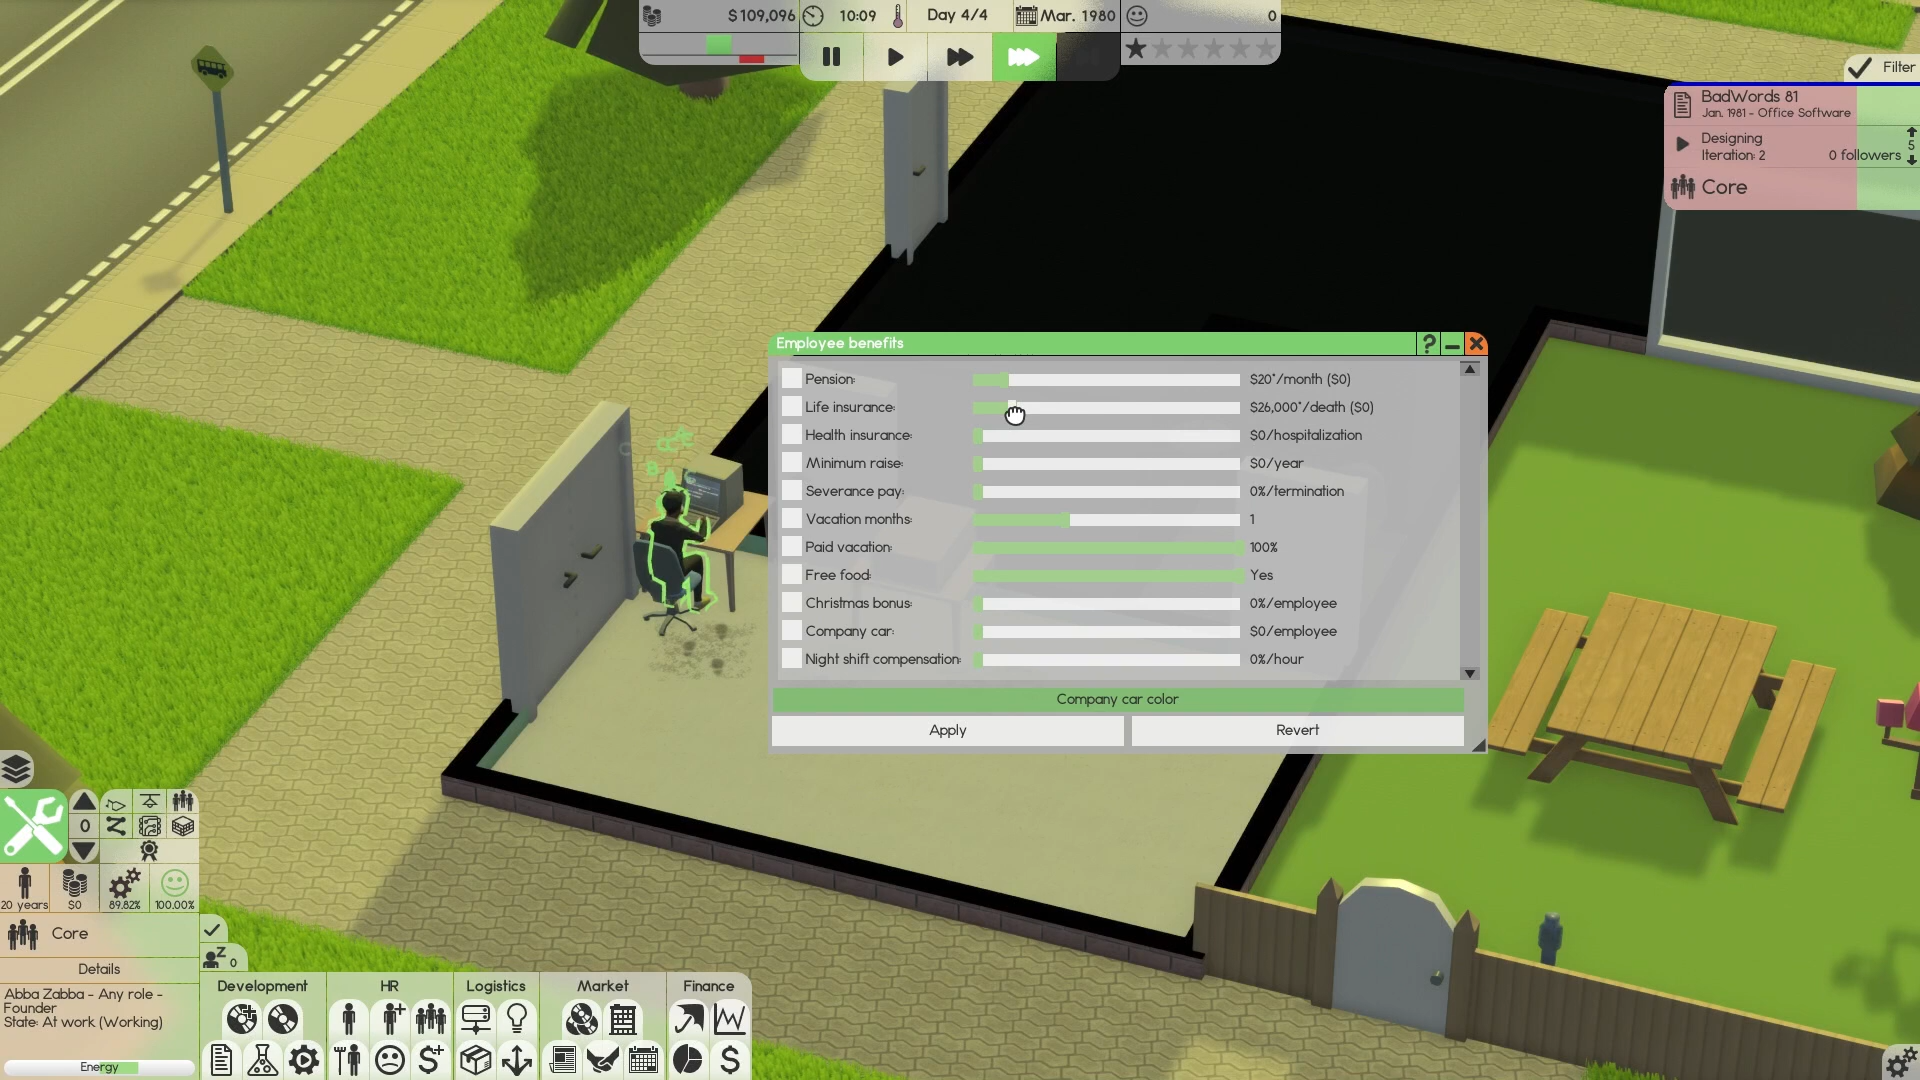 $109,096
10:09
Day 4/4
Mar. 1980
0
Filter
BadWords 81
Jan. 1981 - Office Software
Designing
Iteration: 2
0 followers
5
Core
Employee benefits
?
Pension: $20*/month ($0)
Life insurance: $26,000*/death ($0)
Health insurance: $0/hospitalization
Minimum raise: $0/year
Severance pay: 0%/termination
Vacation months: 1
Paid vacation: 100%
Free food: Yes
Christmas bonus: 0%/employee
Company car: $0/employee
Night shift compensation: 0%/hour
Company car color
Apply
Revert
0
20 years
$0
89.82%
100.00%
Core
Details
Abba Zabba - Any role -
Founder
State: At work (Working)
Energy
Z
0
Development
HR
Logistics
Market
Finance